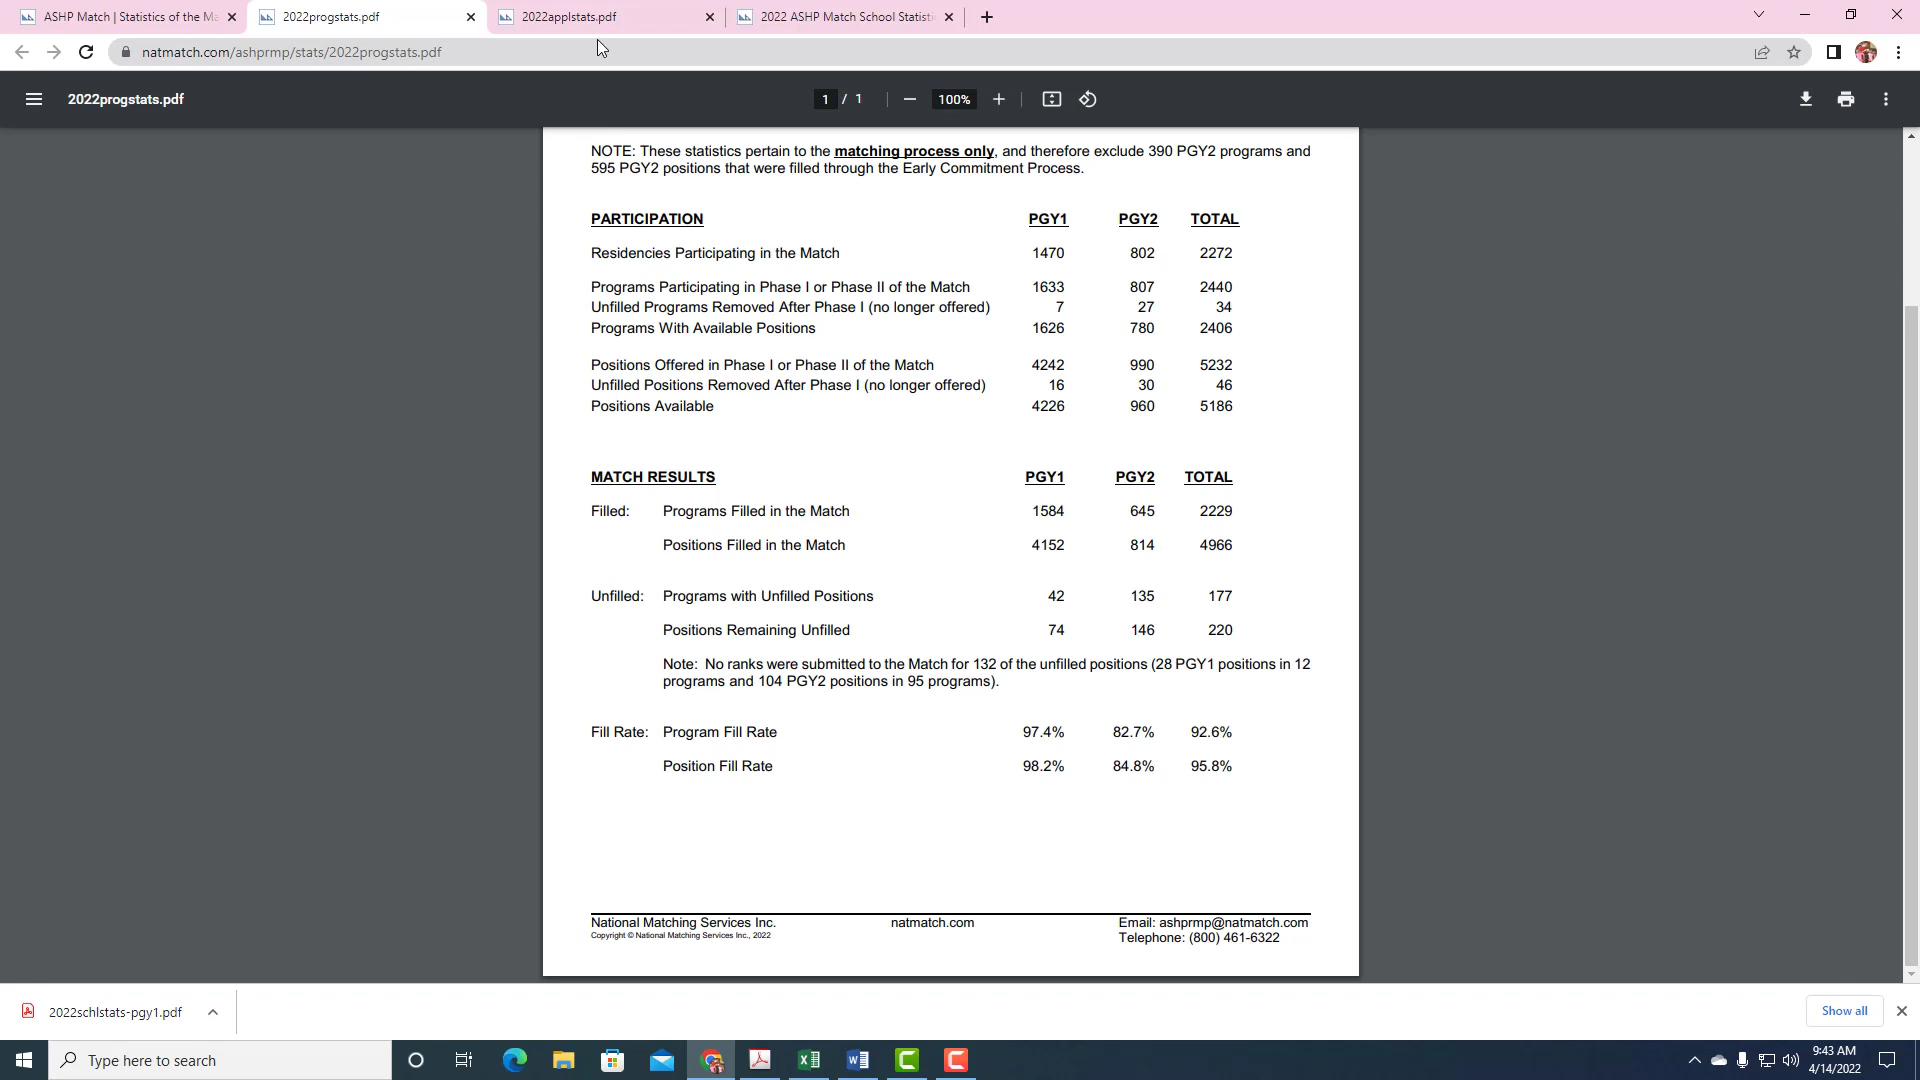 ASHP Match | Statistics of the Ma
2022progstats.pdf
2022applstats.pdf
2022 ASHP Match School Statisti
natmatch.com/ashprmp/stats/2022progstats.pdf
2022progstats.pdf
1 / 1
100%
NOTE: These statistics pertain to the matching process only, and therefore exclude 390 PGY2 programs and
595 PGY2 positions that were filled through the Early Commitment Process.
PARTICIPATION PGY1 PGY2 TOTAL
Residencies Participating in the Match 1470 802 2272
Programs Participating in Phase I or Phase II of the Match 1633 807 2440
Unfilled Programs Removed After Phase I (no longer offered) 7 27 34
Programs With Available Positions 1626 780 2406
Positions Offered in Phase I or Phase II of the Match 4242 990 5232
Unfilled Positions Removed After Phase I (no longer offered) 16 30 46
Positions Available 4226 960 5186
MATCH RESULTS PGY1 PGY2 TOTAL
Filled: Programs Filled in the Match 1584 645 2229
Positions Filled in the Match 4152 814 4966
Unfilled: Programs with Unfilled Positions 42 135 177
Positions Remaining Unfilled 74 146 220
Note: No ranks were submitted to the Match for 132 of the unfilled positions (28 PGY1 positions in 12
programs and 104 PGY2 positions in 95 programs).
Fill Rate: Program Fill Rate 97.4% 82.7% 92.6%
Position Fill Rate 98.2% 84.8% 95.8%
National Matching Services Inc. natmatch.com Email: ashprmp@natmatch.com
Copyright © National Matching Services Inc., 2022
Telephone: (800) 461-6322
2022schlstats-pgy1.pdf
Show all
Type here to search
9:43 AM
4/14/2022